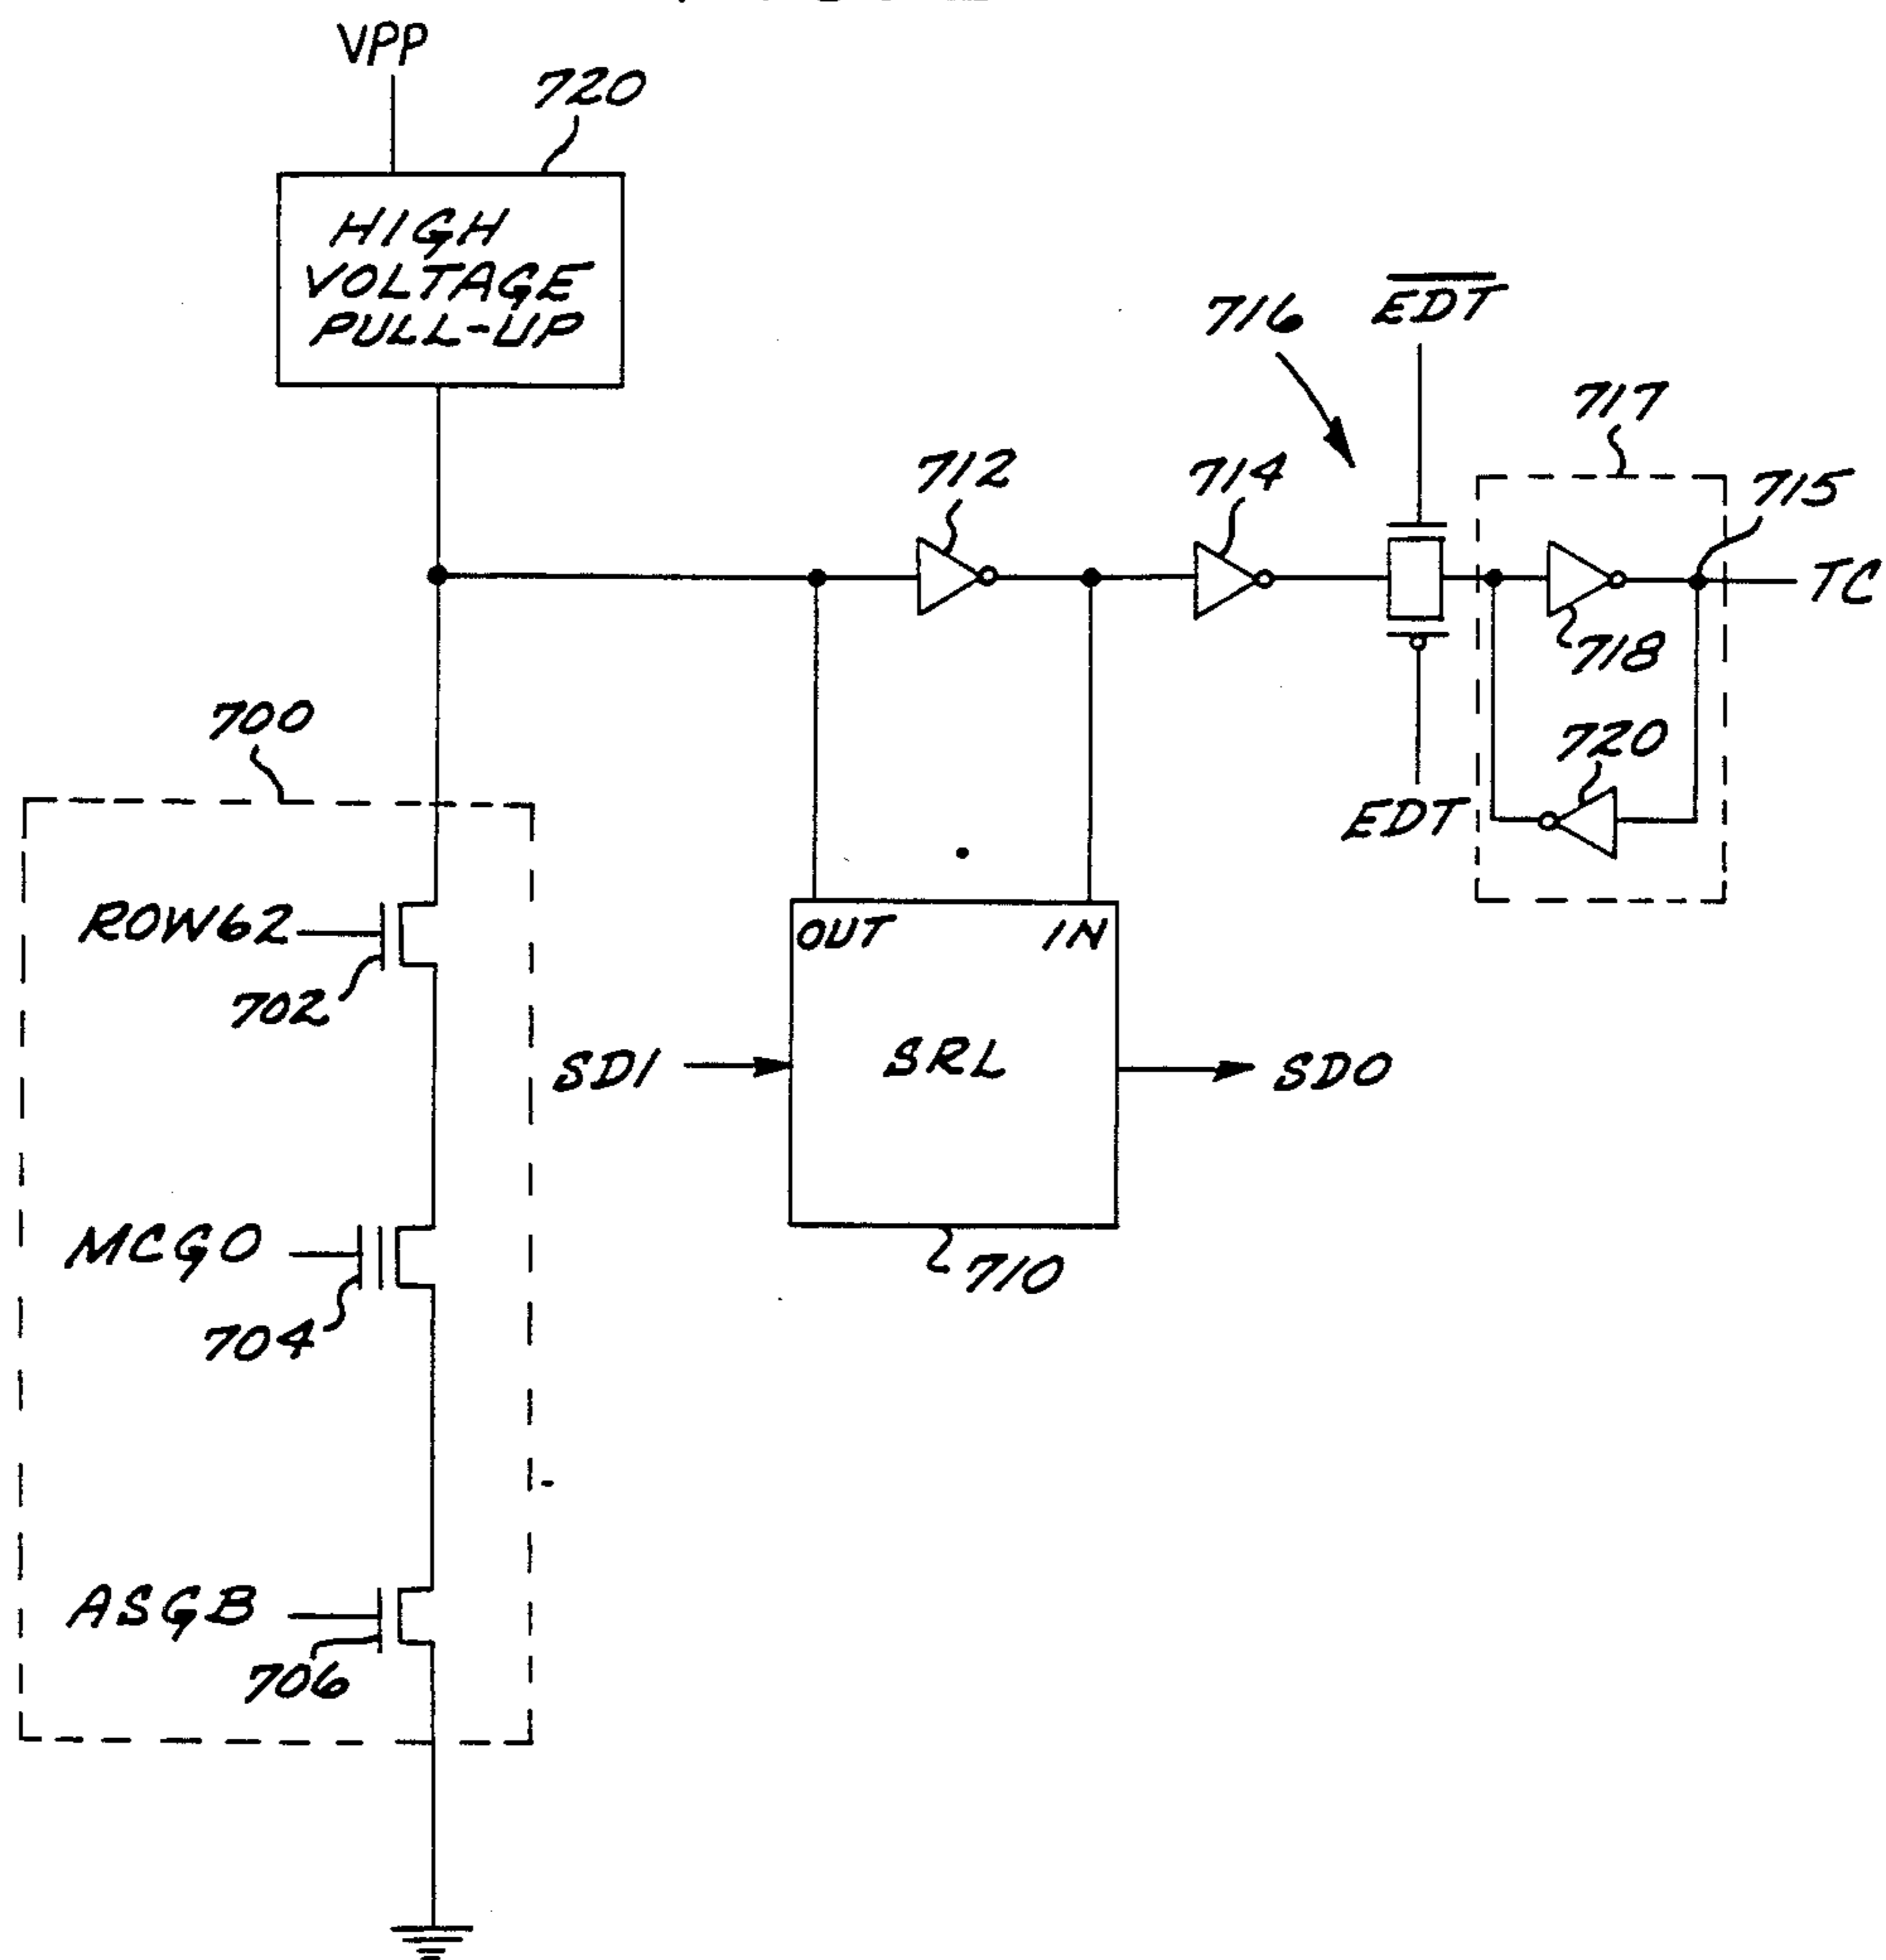 VPP
720
HIGH
VOLTAGE
PULL-UP
EDT
716
717
712
714
715
TC
718
700
720
EDT
ROW62
OUT
IN
702
SDI
SRL
SDO
MCGO
710
704
ASGB
706